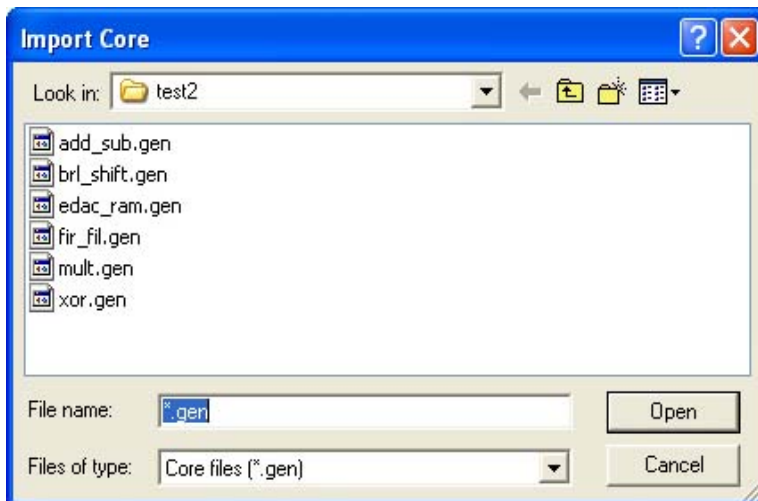 Import Core
Look in: test2
add_sub.gen
brl_shift.gen
edac_ram.gen
fir_fil.gen
mult.gen
xor.gen
File name: *.gen Open
Files of type: Core files (*.gen) Cancel